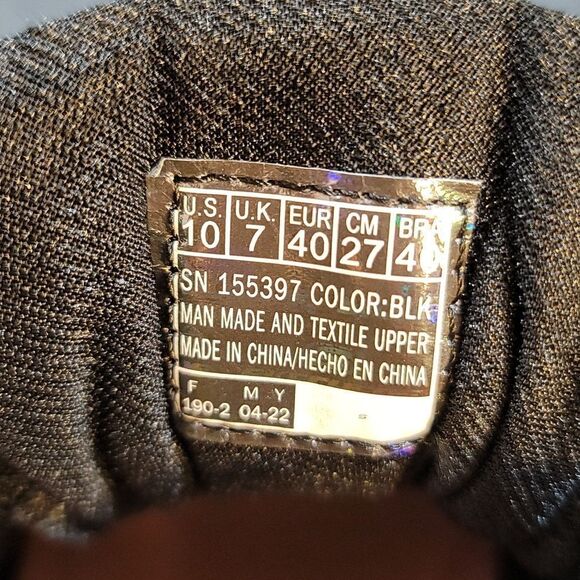 U.S. U.K. EUR CM
10 7 40 27
SN 155397 COLOR:BLK
MAN MADE AND TEXTILE UPPER
MADE IN CHINA/HECHO EN CHINA
F M Y
190-2 04-22